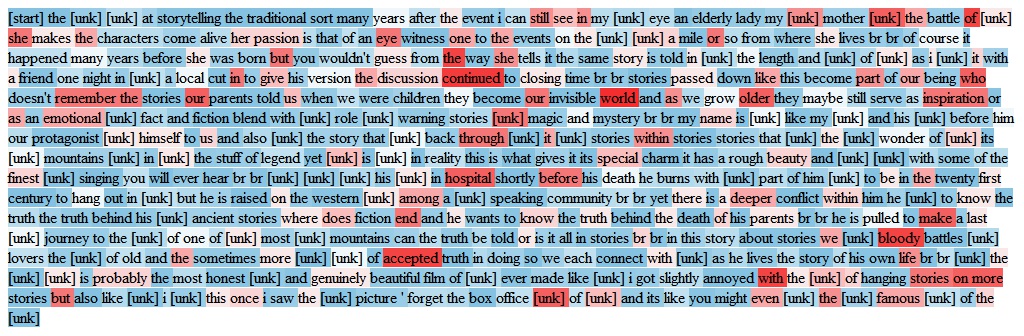 [start] the [unk] [unk] at storytelling the traditional sort many years after the event i can still see in my [unk] eye an elderly lady my [unk] mother [unk] the battle of [unk]
she makes the characters come alive her passion is that of an eye witness one to the events on the [unk] [unk] a mile or so from where she lives br br of course it
happened many years before she was born but you wouldn't guess from the way she tells it the same story is told in [unk] the length and [unk] of [unk] as i [unk] it with
a friend one night in [unk] a local cut in to give his version the discussion continued to closing time br br stories passed down like this become part of our being who
doesn't remember the stories our parents told us when we were children they become our invisible world and as we grow older they maybe still serve as inspiration or
as an emotional [unk] fact and fiction blend with [unk] role [unk] warning stories [unk] magic and mystery br br my name is [unk] like my [unk] and his [unk] before him
our protagonist [unk] himself to us and also [unk] the story that [unk] back through [unk] it [unk] stories within stories stories that [unk] the [unk] wonder of [unk] its
[unk] mountains [unk] in [unk] the stuff of legend yet [unk] is [unk] in reality this is what gives it its special charm it has a rough beauty and [unk] [unk] with some of the
finest [unk] singing you will ever hear br br [unk] [unk] [unk] his [unk] in hospital shortly before his death he burns with [unk] part of him [unk] to be in the twenty first
century to hang out in [unk] but he is raised on the western [unk] among a [unk] speaking community br br yet there is a deeper conflict within him he [unk] to know the
truth the truth behind his [unk] ancient stories where does fiction end and he wants to know the truth behind the death of his parents br br he is pulled to make a last
[unk] journey to the [unk] of one of [unk] most [unk] mountains can the truth be told or is it all in stories br br in this story about stories we [unk] bloody battles [unk]
lovers the [unk] of old and the sometimes more [unk] [unk] of accepted truth in doing so we each connect with [unk] as he lives the story of his own life br br [unk] the
[unk] [unk] is probably the most honest [unk] and genuinely beautiful film of [unk] ever made like [unk] i got slightly annoyed with the [unk] of hanging stories on more
stories but also like [unk] i [unk] this once i saw the [unk] picture ' forget the box office [unk] of [unk] and its like you might even [unk] the [unk] famous [unk] of the
[unk]